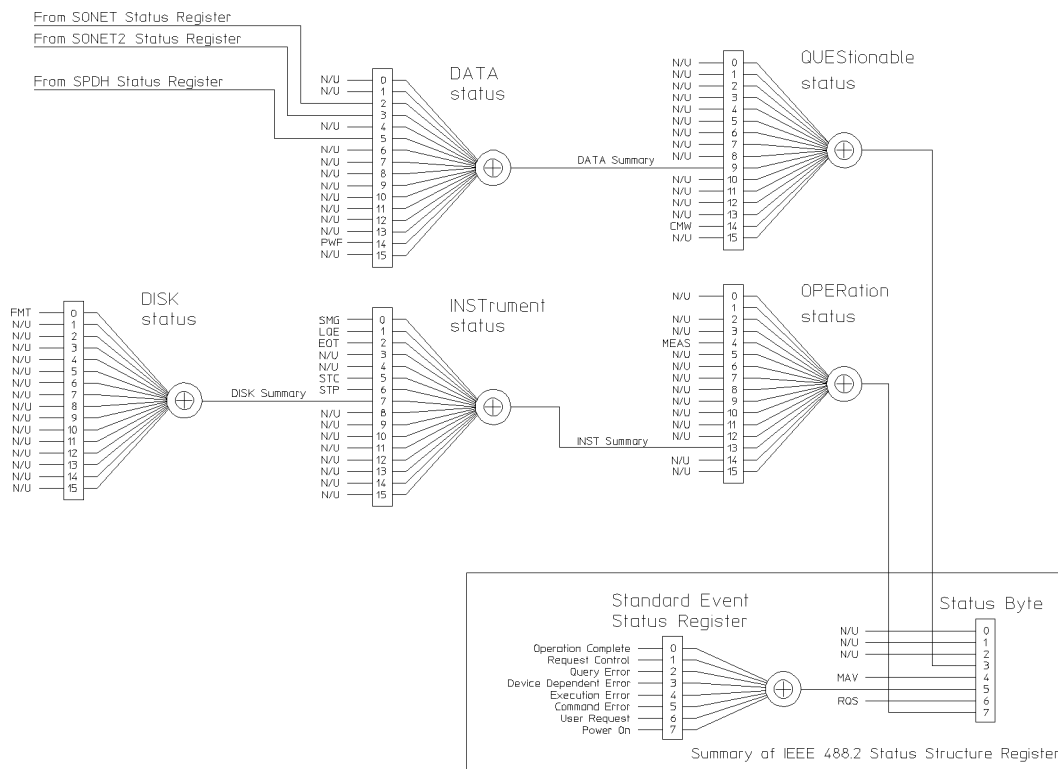 From SONET Status Register
From SONET2 Status Register
From SPDH Status Register
DATA
status
N/U 0
N/U 1
2
3
N/U 4
5
N/U 6
N/U 7
N/U 8
N/U 9
N/U 10
N/U 11
N/U 12
N/U 13
PWF 14
N/U 15
DATA Summary
QUEStionable
status
N/U 0
N/U 1
N/U 2
N/U 3
N/U 4
N/U 5
N/U 6
N/U 7
N/U 8
9
N/U 10
N/U 11
N/U 12
N/U 13
CMW 14
N/U 15
DISK
status
FMT 0
N/U 1
N/U 2
N/U 3
N/U 4
N/U 5
N/U 6
N/U 7
N/U 8
N/U 9
N/U 10
N/U 11
N/U 12
N/U 13
N/U 14
N/U 15
DISK Summary
INSTrument
status
SMG 0
LQE 1
EOT 2
N/U 3
N/U 4
STC 5
STP 6
7
N/U 8
N/U 9
N/U 10
N/U 11
N/U 12
N/U 13
N/U 14
N/U 15
INST Summary
OPERation
status
N/U 0
1
N/U 2
N/U 3
MEAS 4
N/U 5
N/U 6
N/U 7
N/U 8
N/U 9
N/U 10
N/U 11
N/U 12
13
N/U 14
N/U 15
Standard Event
Status Register
Operation Complete 0
Request Control 1
Query Error 2
Device Dependent Error 3
Execution Error 4
Command Error 5
User Request 6
Power On 7
Status Byte
N/U 0
N/U 1
N/U 2
3
MAV 4
5
RQS 6
7
Summary of IEEE 488.2 Status Structure Register